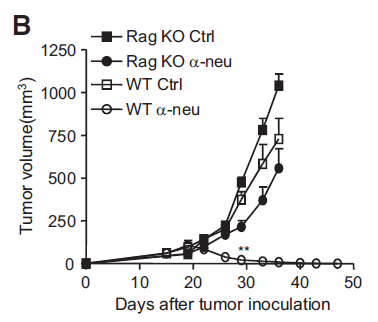 B
Rag KO Ctrl
Rag KO α-neu
WT Ctrl
WT α-neu
Tumor volume(mm³)
1250
1000
750
500
250
0
**
0 10 20 30 40 50
Days after tumor inoculation